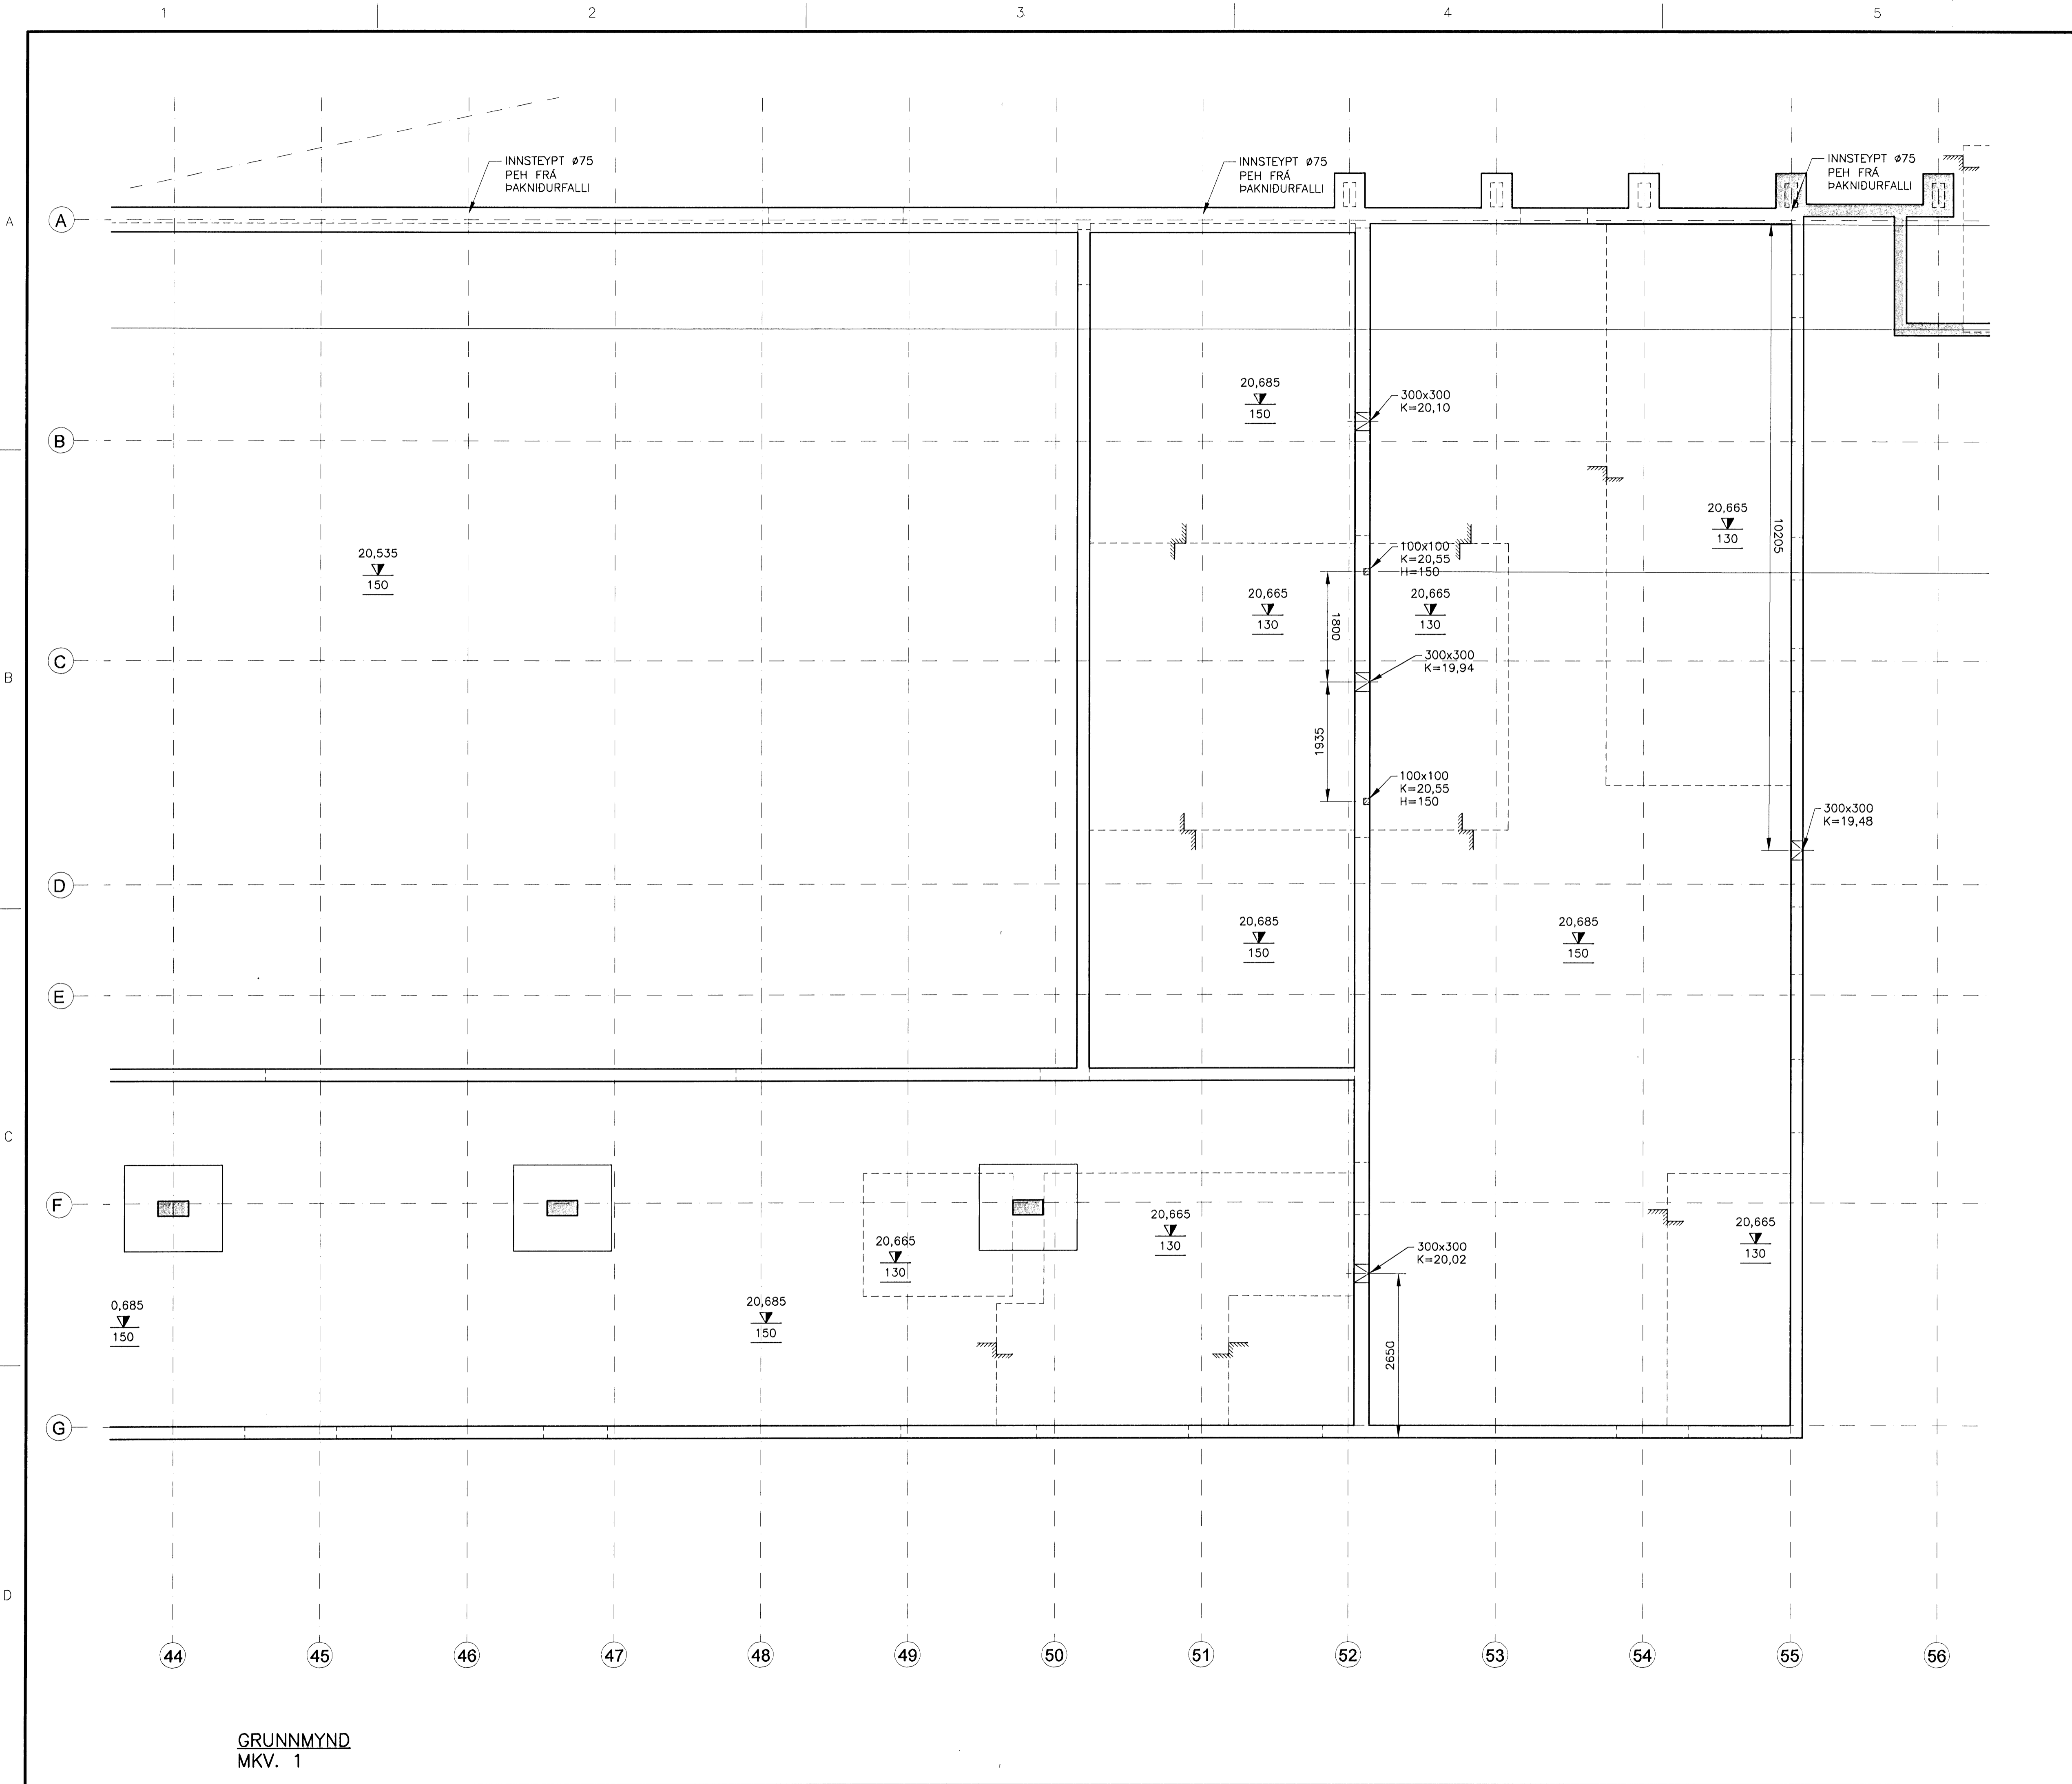 1 2 3 4 5
INNSTEYPT ø75
PEH FRÁ
ÞAKNIÐURFALLI
INNSTEYPT ø75
PEH FRÁ
ÞAKNIÐURFALLI
INNSTEYPT ø75
PEH FRÁ
ÞAKNIÐURFALLI
A
A
20,685
150
300x300
K=20,10
B
20,665
130
10205
20,535
150
100x100
K=20,55
H=150
20,665
130
20,665
130
1800
C
300x300
K=19,94
B
1935
100x100
K=20,55
H=150
300x300
K=19,48
D
20,685
150
20,685
150
E
C
F
20,665
130
20,665
130
20,665
130
300x300
K=20,02
0,685
150
20,685
150
2650
G
D
44 45 46 47 48 49 50 51 52 53 54 55 56
GRUNNMYND
MKV. 1